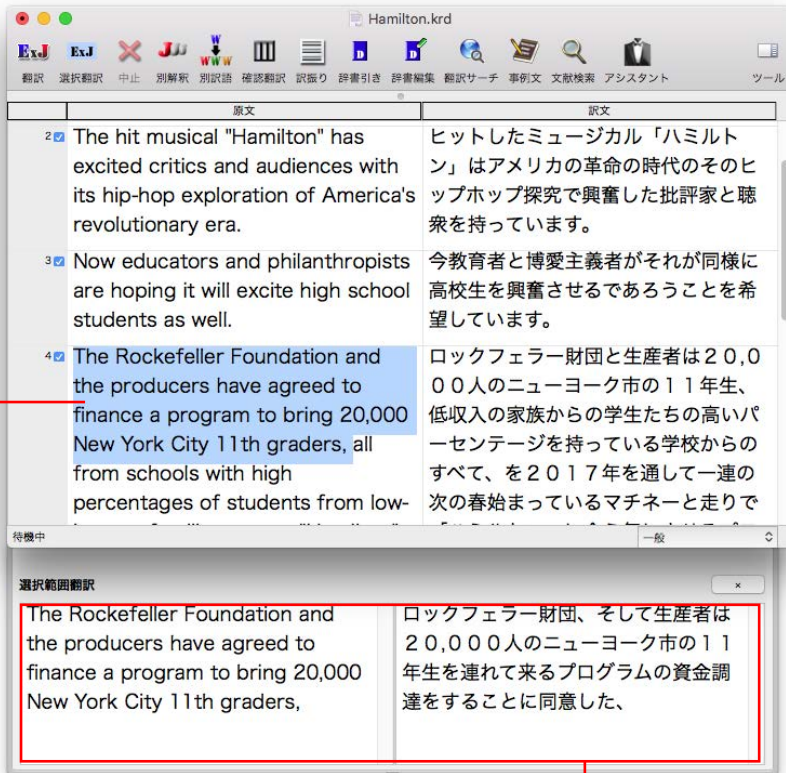 Hamilton.krd
ExJ ExJ J W WWW D D
翻訳 選択翻訳 中止 別解釈 別訳語 確認翻訳 訳振り 辞書引き 辞書編集 翻訳サーチ 事例文 文献検索 アシスタント ツール
原文 訳文
2 The hit musical "Hamilton" has
excited critics and audiences with
its hip-hop exploration of America's
revolutionary era.
ヒットしたミュージカル「ハミルト
ン」はアメリカの革命の時代のそのヒ
ップホップ探究で興奮した批評家と聴
衆を持っています。
3 Now educators and philanthropists
are hoping it will excite high school
students as well.
今教育者と博愛主義者がそれが同様に
高校生を興奮させるであろうことを希
望しています。
4 The Rockefeller Foundation and
the producers have agreed to
finance a program to bring 20,000
New York City 11th graders, all
from schools with high
percentages of students from low-
ロックフェラー財団と生産者は２０,０
００人のニューヨーク市の１１年生、
低収入の家族からの学生たちの高いパ
ーセンテージを持っている学校からの
すべて、を２０１７年を通して一連の
次の春始まっているマチネーと走りで
待機中 一般
選択範囲翻訳 ×
The Rockefeller Foundation and
the producers have agreed to
finance a program to bring 20,000
New York City 11th graders,
ロックフェラー財団、そして生産者は
２０,０００人のニューヨーク市の１１
年生を連れて来るプログラムの資金調
達をすることに同意した、